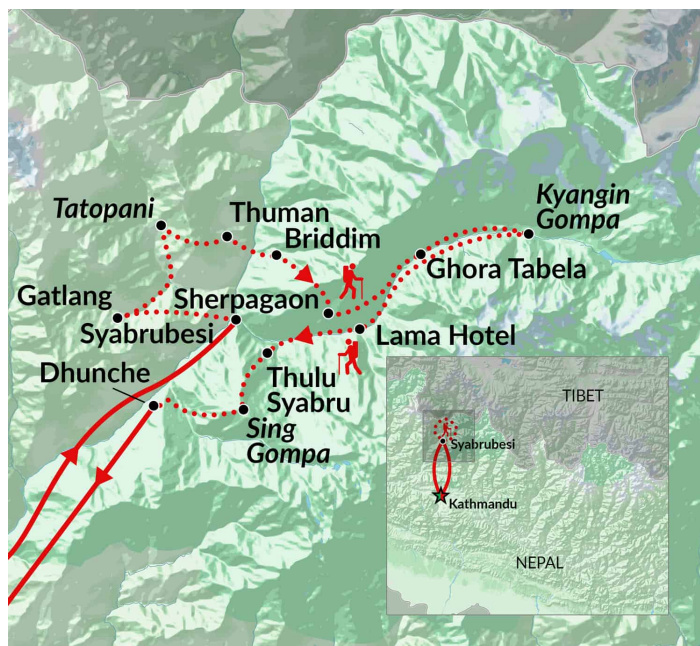 Tatopani
Thuman
Briddim
Kyangin
Gompa
Ghora Tabela
Gatlang
Sherpagaon
Syabrubesi
Lama Hotel
Dhunche
Thulu
Syabru
Sing
Gompa
TIBET
Syabrubesi
Kathmandu
NEPAL